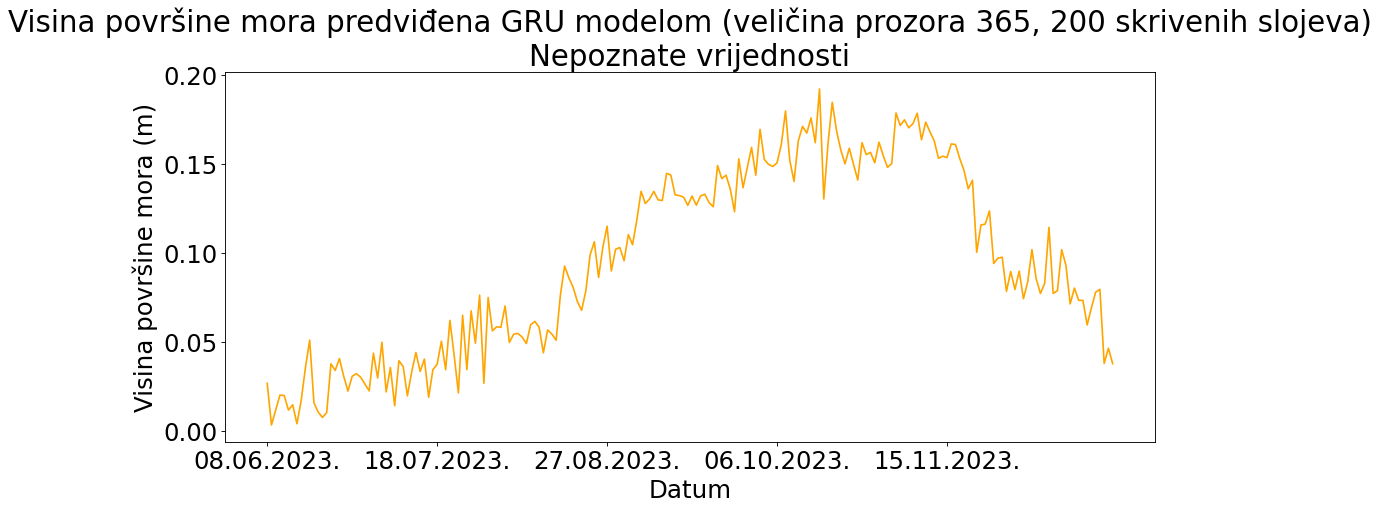 Visina površine mora predviđena GRU modelom (veličina prozora 365, 200 skrivenih slojeva)
Nepoznate vrijednosti
Visina površine mora (m)
0.20
0.15
0.10
0.05
0.00
08.06.2023. 18.07.2023. 27.08.2023. 06.10.2023. 15.11.2023.
Datum